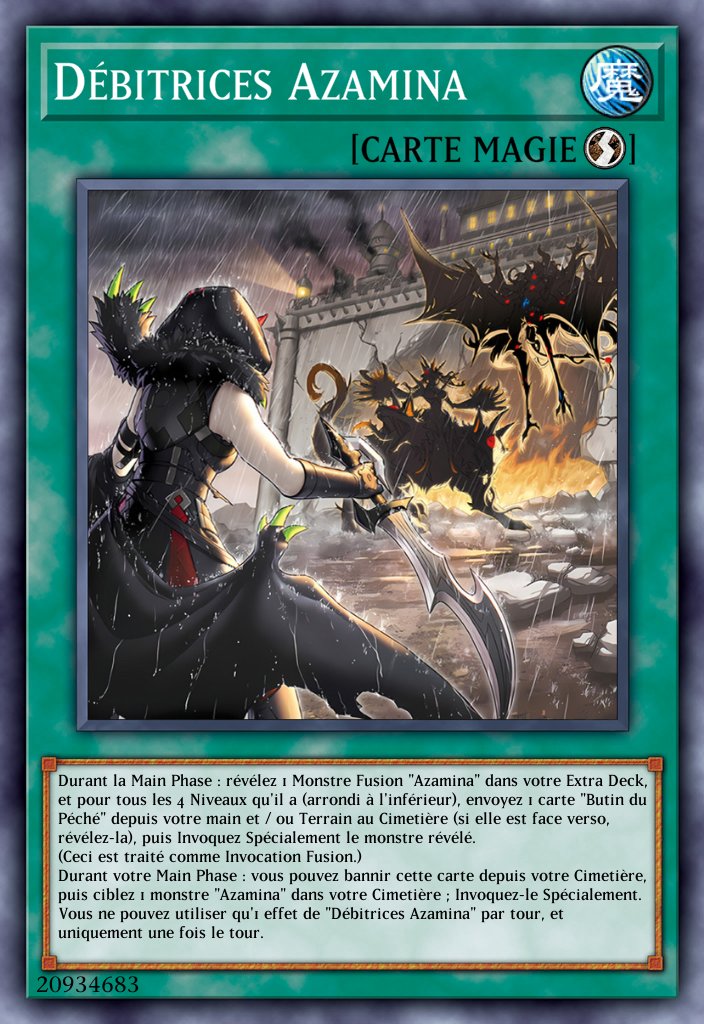 Débitrices Azamina
魔
[CARTE MAGIE]
Durant la Main Phase : révélez 1 Monstre Fusion "Azamina" dans votre Extra Deck,
et pour tous les 4 Niveaux qu'il a (arrondi à l'inférieur), envoyez 1 carte "Butin du
Péché" depuis votre main et / ou Terrain au Cimetière (si elle est face verso,
révélez-la), puis Invoquez Spécialement le monstre révélé.
(Ceci est traité comme Invocation Fusion.)
Durant votre Main Phase : vous pouvez bannir cette carte depuis votre Cimetière,
puis ciblez 1 monstre "Azamina" dans votre Cimetière ; Invoquez-le Spécialement.
Vous ne pouvez utiliser qu'1 effet de "Débitrices Azamina" par tour, et
uniquement une fois le tour.
20934683